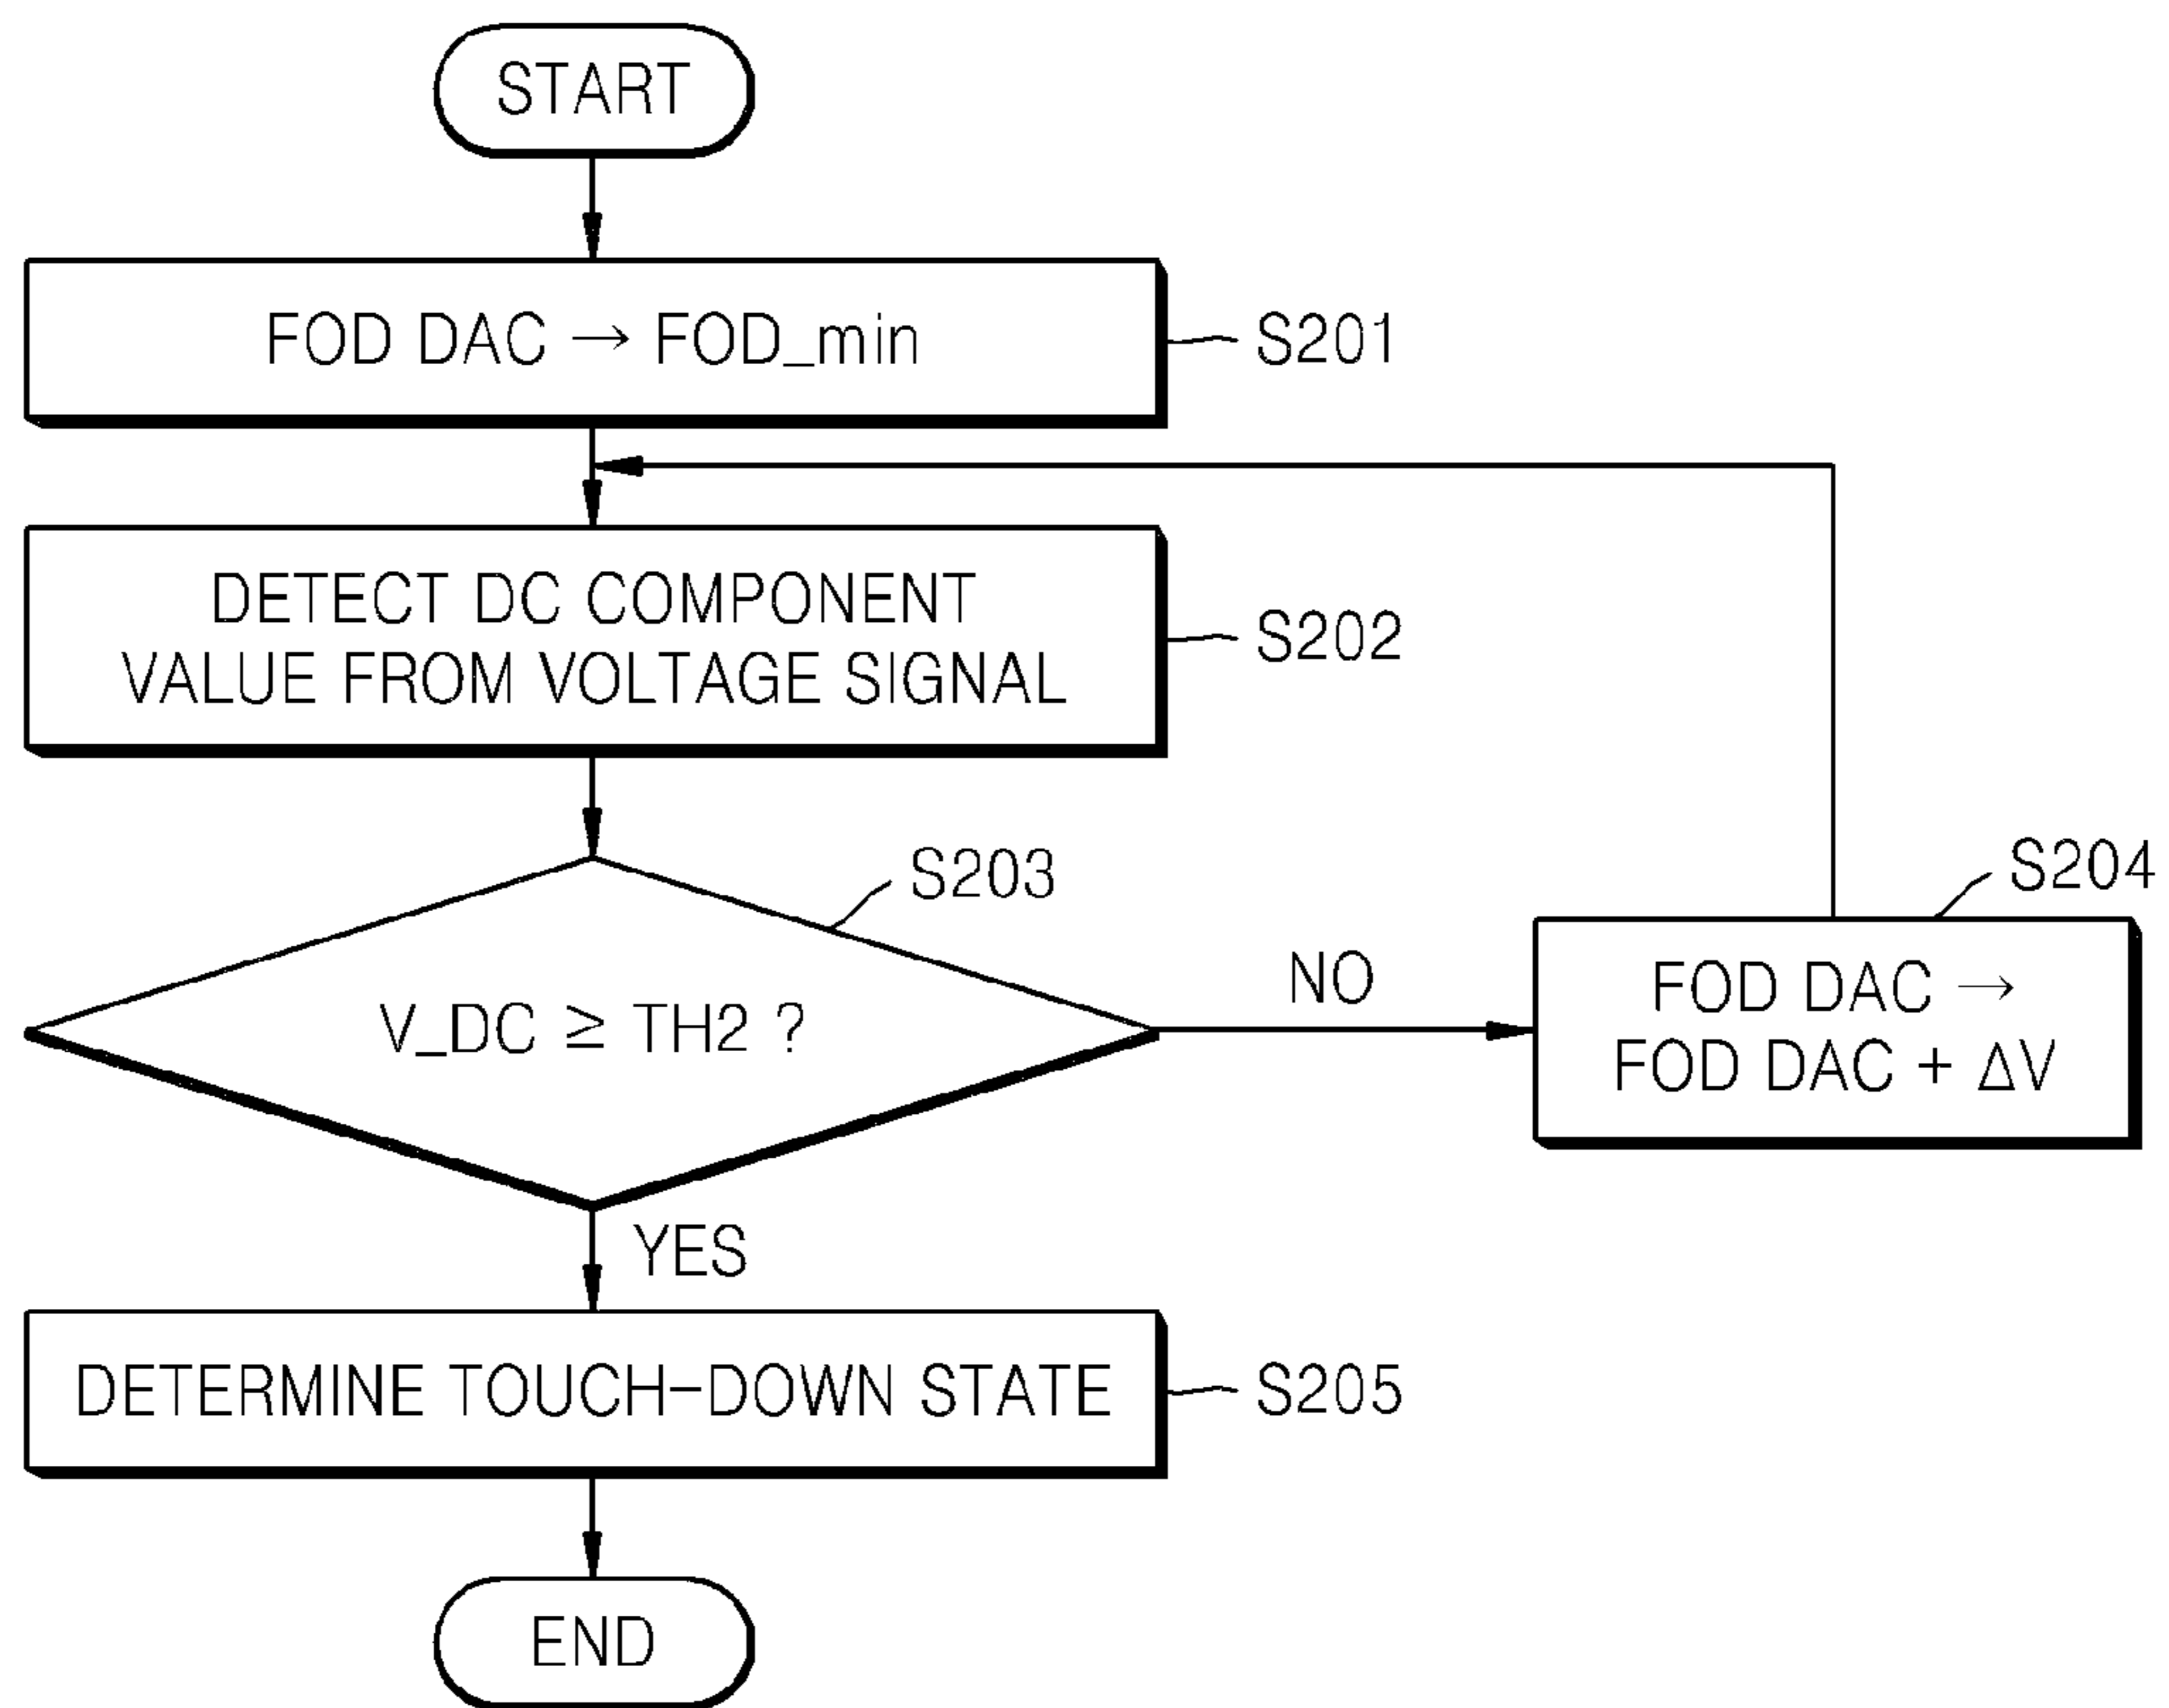 START
FOD DAC → FOD_min
S201
DETECT DC COMPONENT
VALUE FROM VOLTAGE SIGNAL
S202
S203
V_DC ≥ TH2 ?
NO
S204
FOD DAC →
FOD DAC + ΔV
YES
DETERMINE TOUCH-DOWN STATE
S205
END